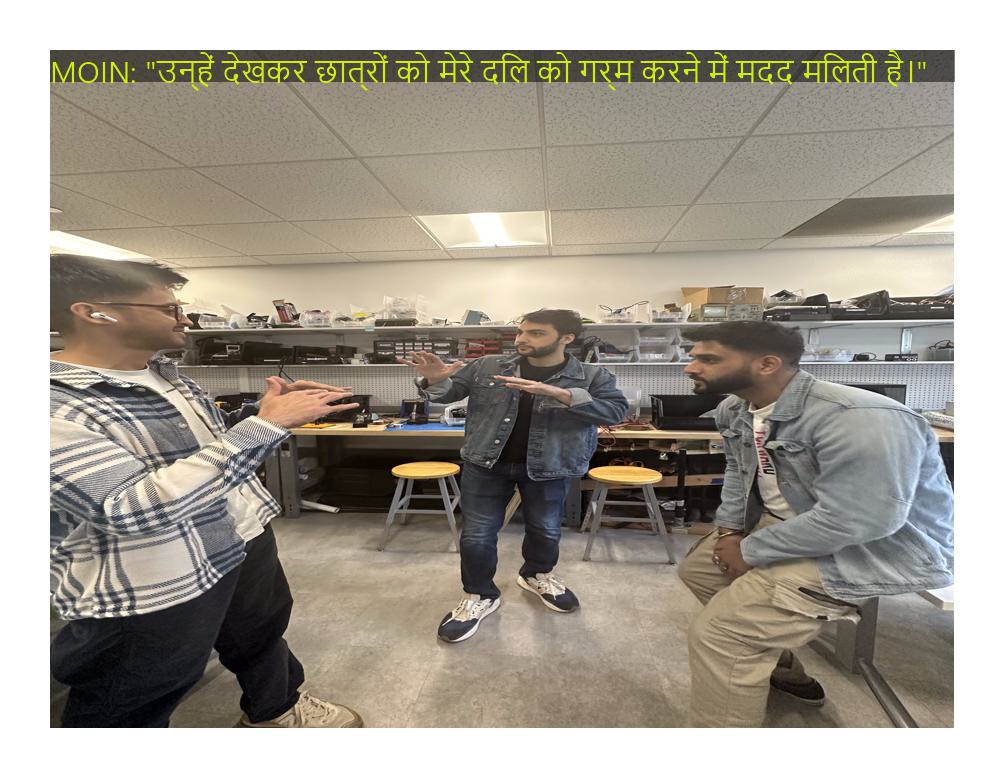 MOIN: "उन्हें देखकर छात्रों को मेरे दिल को गर्म करने में मदद मिलती है।"